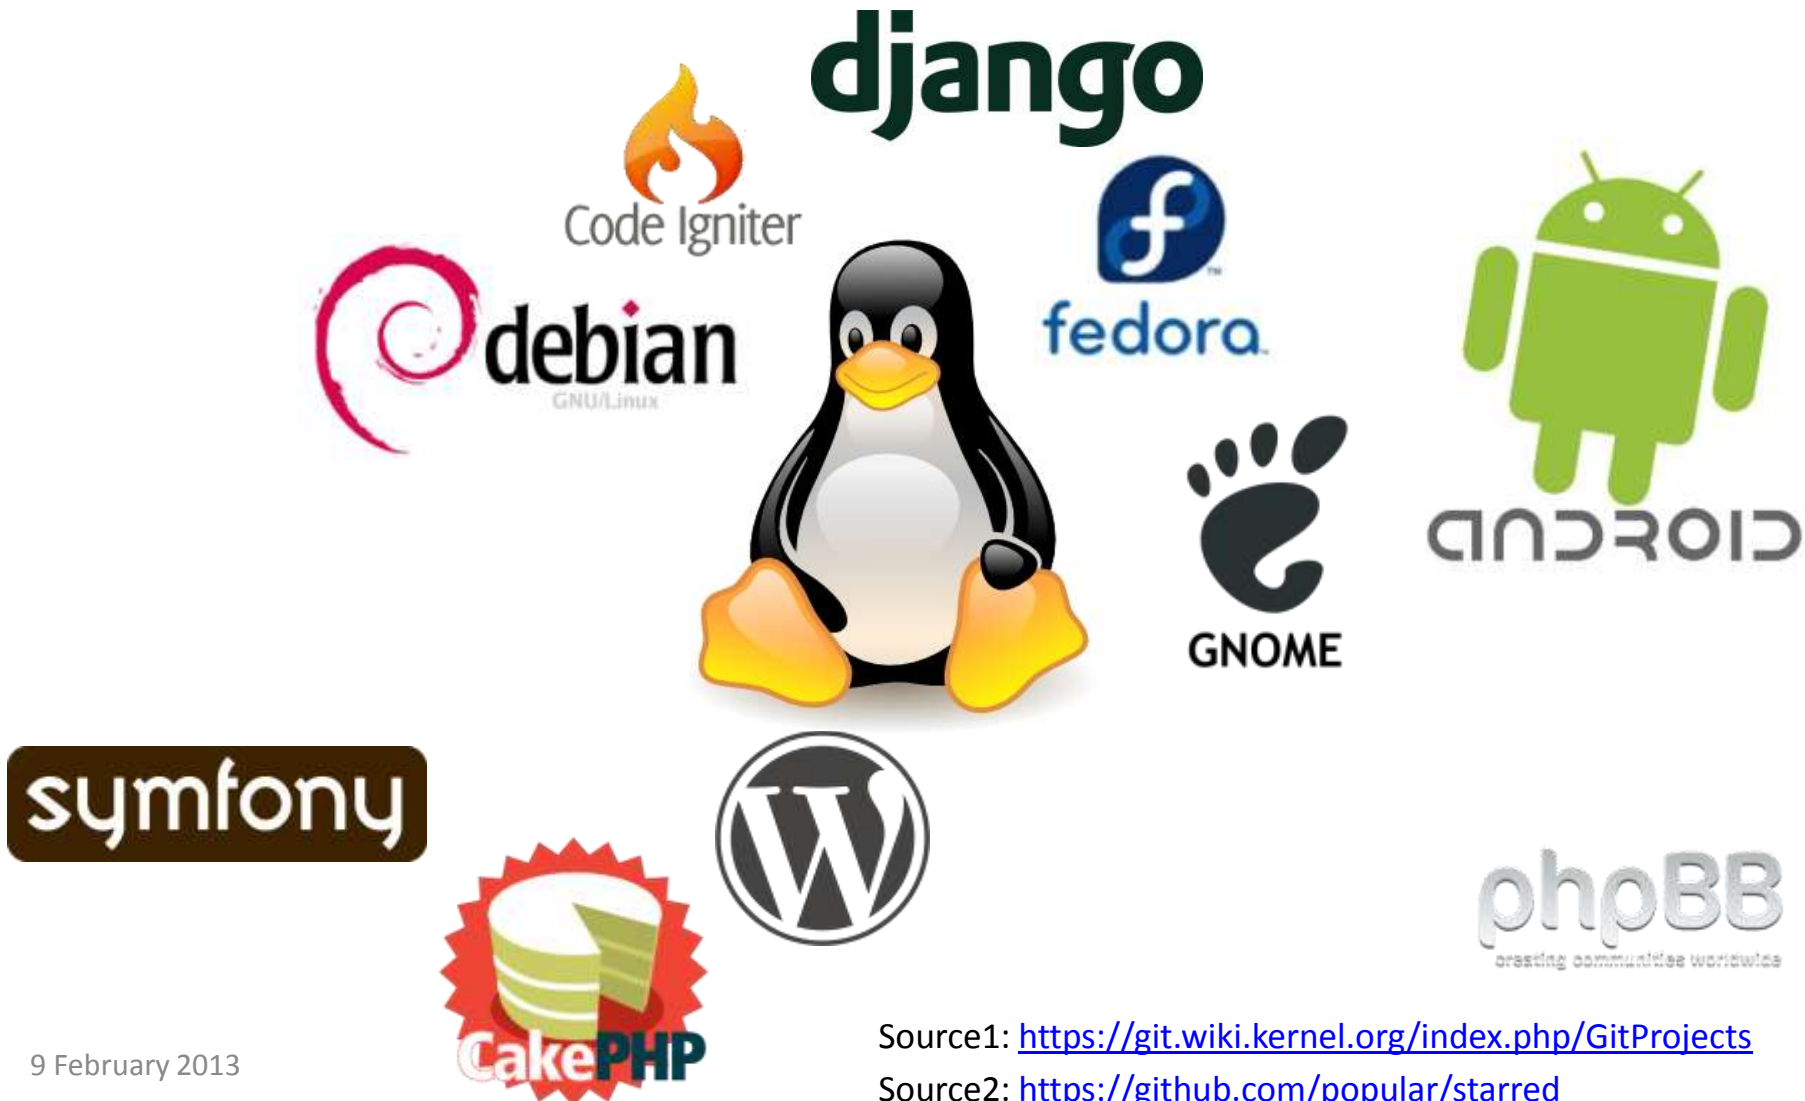 django
Code Igniter
debian
GNU/Linux
fedora
TM
ANDROID
GNOME
symfony
W
phpBB
creating communities worldwide
CakePHP
Source1: https://git.wiki.kernel.org/index.php/GitProjects
9 February 2013
Source2: https://github.com/popular/starred